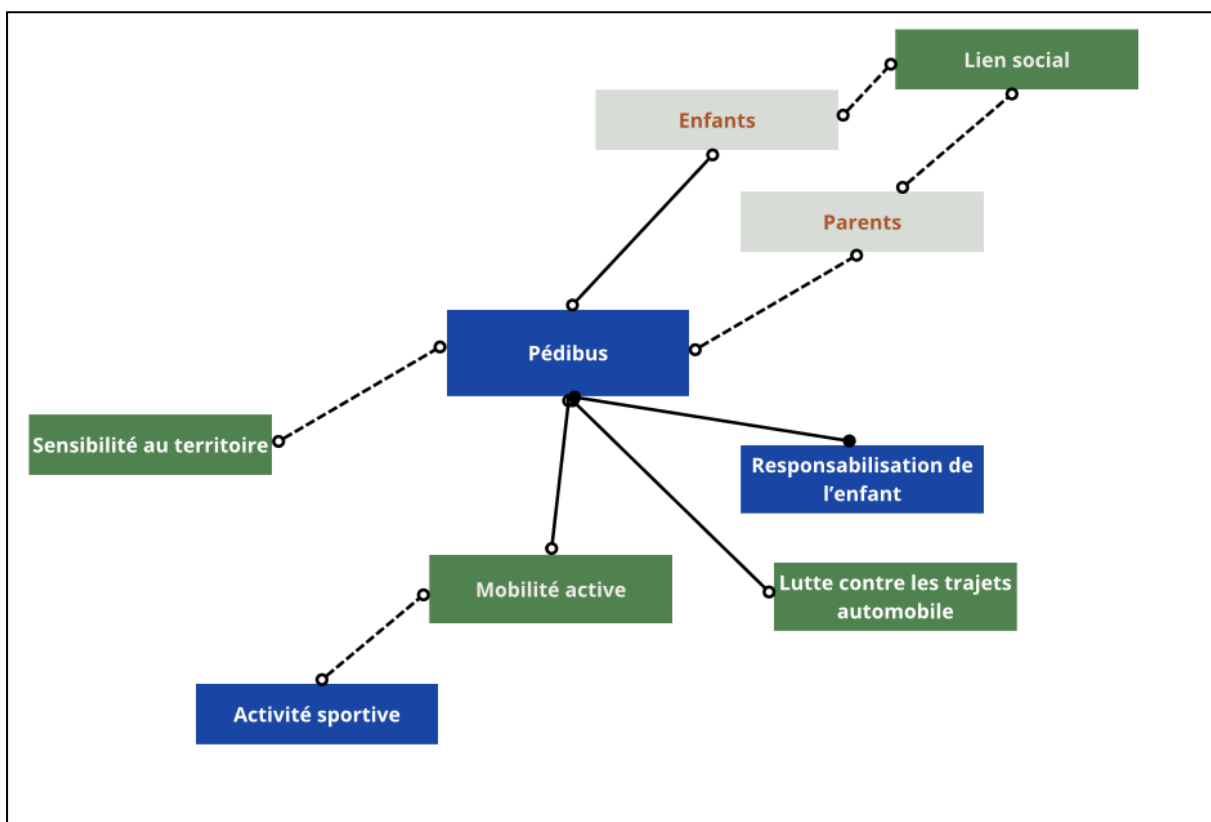 Lien social
Enfants
Parents
Pédibus
Sensibilité au territoire
Responsabilisation de
l'enfant
Mobilité active
Lutte contre les trajets
automobile
Activité sportive